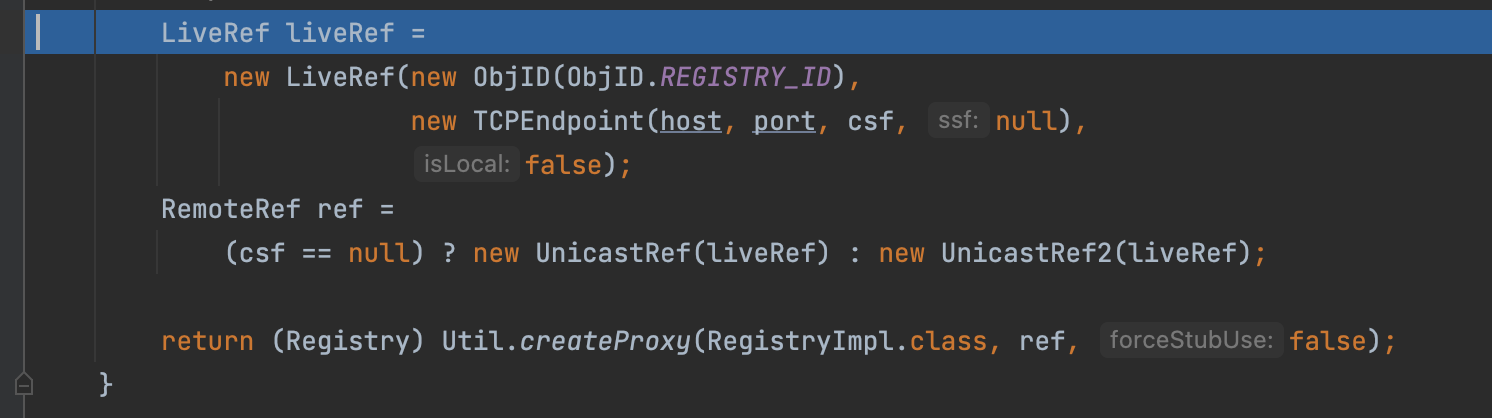 LiveRef liveRef =
new LiveRef(new ObjID(ObjID.REGISTRY_ID),
new TCPEndpoint(host, port, csf, ssf: null),
isLocal: false);
RemoteRef ref =
(csf == null) ? new UnicastRef(liveRef) : new UnicastRef2(liveRef);
return (Registry) Util.createProxy(RegistryImpl.class, ref, forceStubUse: false);
}